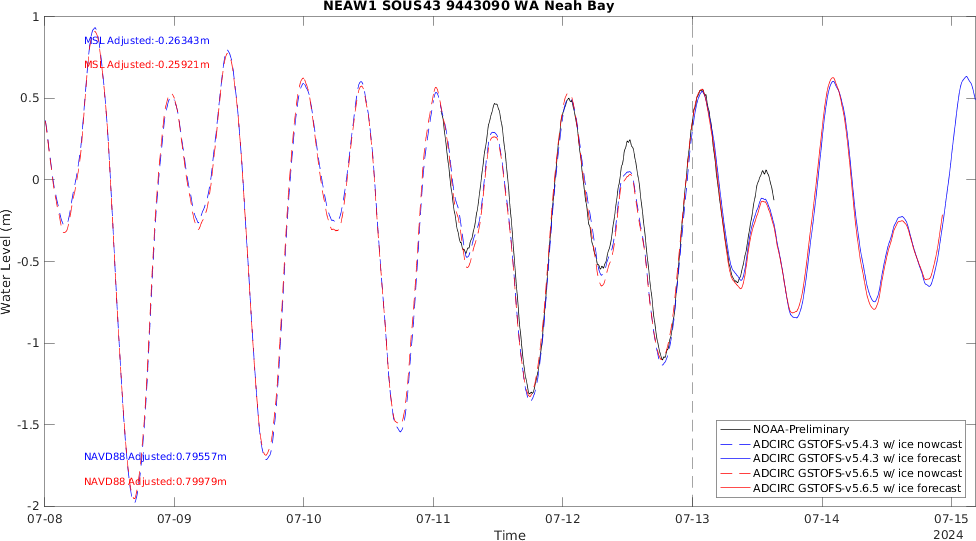 NEAW1 SOUS43 9443090 WA Neah Bay
MSL Adjusted:-0.26343m
MSL Adjusted:-0.25921m
NAVD88 Adjusted:0.79557m
NAVD88 Adjusted:0.79979m
Water Level (m)
1
0.5
0
-0.5
-1
-1.5
-2
NOAA-Preliminary
ADCIRC GSTOFS-v5.4.3 w/ ice nowcast
ADCIRC GSTOFS-v5.4.3 w/ ice forecast
ADCIRC GSTOFS-v5.6.5 w/ ice nowcast
ADCIRC GSTOFS-v5.6.5 w/ ice forecast
07-08 07-09 07-10 07-11 07-12 07-13 07-14 07-15
Time
2024